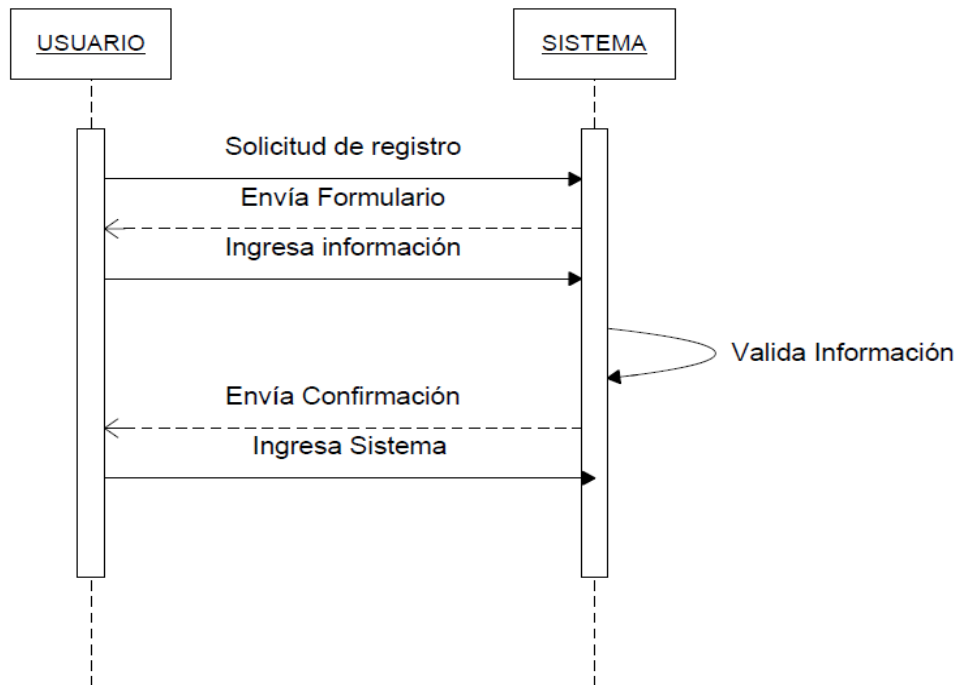 USUARIO
SISTEMA
Solicitud de registro
Envía Formulario
Ingresa información
Valida Información
Envía Confirmación
Ingresa Sistema